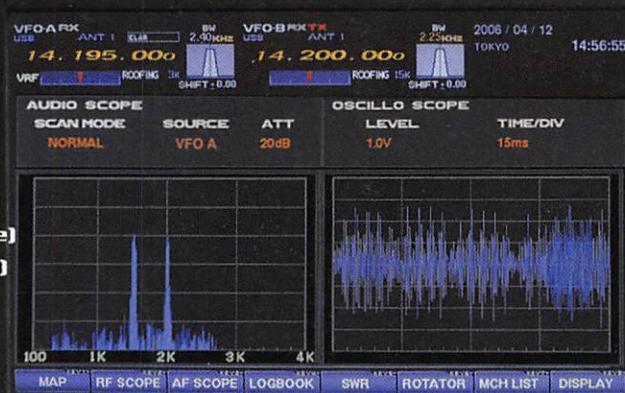 VFO-A RX
USB ANT 1 CLAR
BW
2.40KHz
14.195.000
VRF ROOFING 3K
SHIFT±0.00
VFO-B RX TX
USB ANT 1
BW
2.25KHz
14.200.000
ROOFING 15K
SHIFT±0.00
2006 / 04 / 12
TOKYO 14:56:55
AUDIO SCOPE
SCAN MODE SOURCE ATT
NORMAL VFO A 20dB
OSCILLO SCOPE
LEVEL TIME/DIV
1.0V 15ms
e)
)
100 1K 2K 3K 4K
MAP RF SCOPE AF SCOPE LOGBOOK SWR ROTATOR MCH LIST DISPLAY